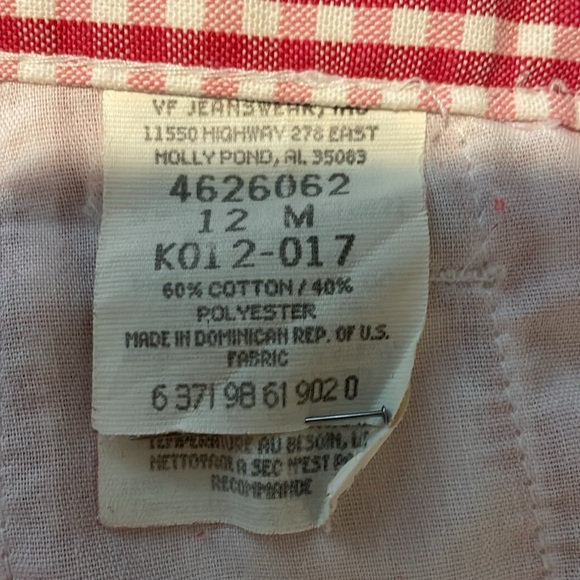 VF JEANSWEAR, INC
11550 HIGHWAY 278 EAST
HOLLY POND, AL 35083
4626062
12 M
K012-017
60% COTTON / 40%
POLYESTER
MADE IN DOMINICAN REP. OF U.S.
FABRIC
6 371 98 61 902 0
TEMPERATURE AU BESOIN,
NETTOYAGE A SEC N'EST
RECOMMANDE